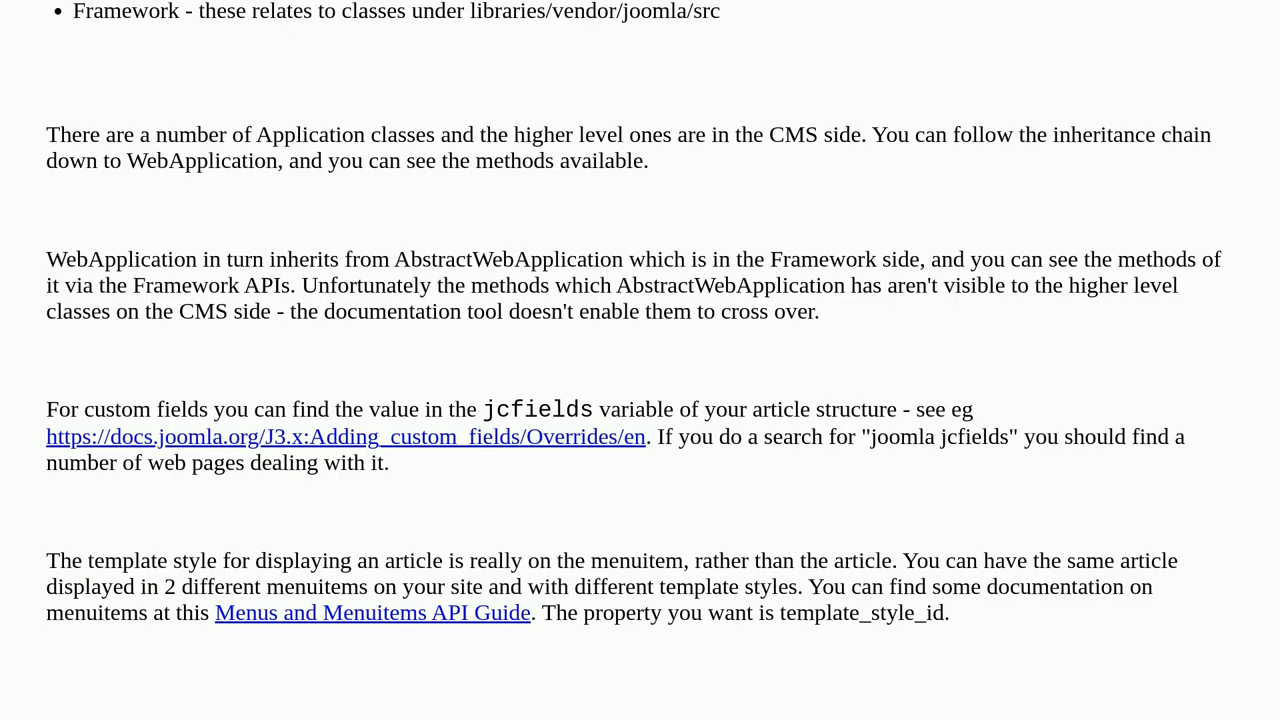 • Framework - these relates to classes under libraries/vendor/joomla/src
There are a number of Application classes and the higher level ones are in the CMS side. You can follow the inheritance chain
down to WebApplication, and you can see the methods available.
WebApplication in turn inherits from AbstractWebApplication which is in the Framework side, and you can see the methods of
it via the Framework APIs. Unfortunately the methods which AbstractWebApplication has aren't visible to the higher level
classes on the CMS side - the documentation tool doesn't enable them to cross over.
For custom fields you can find the value in the jcfields variable of your article structure - see eg
https://docs.joomla.org/J3.x:Adding_custom_fields/Overrides/en. If you do a search for "joomla jcfields" you should find a
number of web pages dealing with it.
The template style for displaying an article is really on the menuitem, rather than the article. You can have the same article
displayed in 2 different menuitems on your site and with different template styles. You can find some documentation on
menuitems at this Menus and Menuitems API Guide. The property you want is template_style_id.